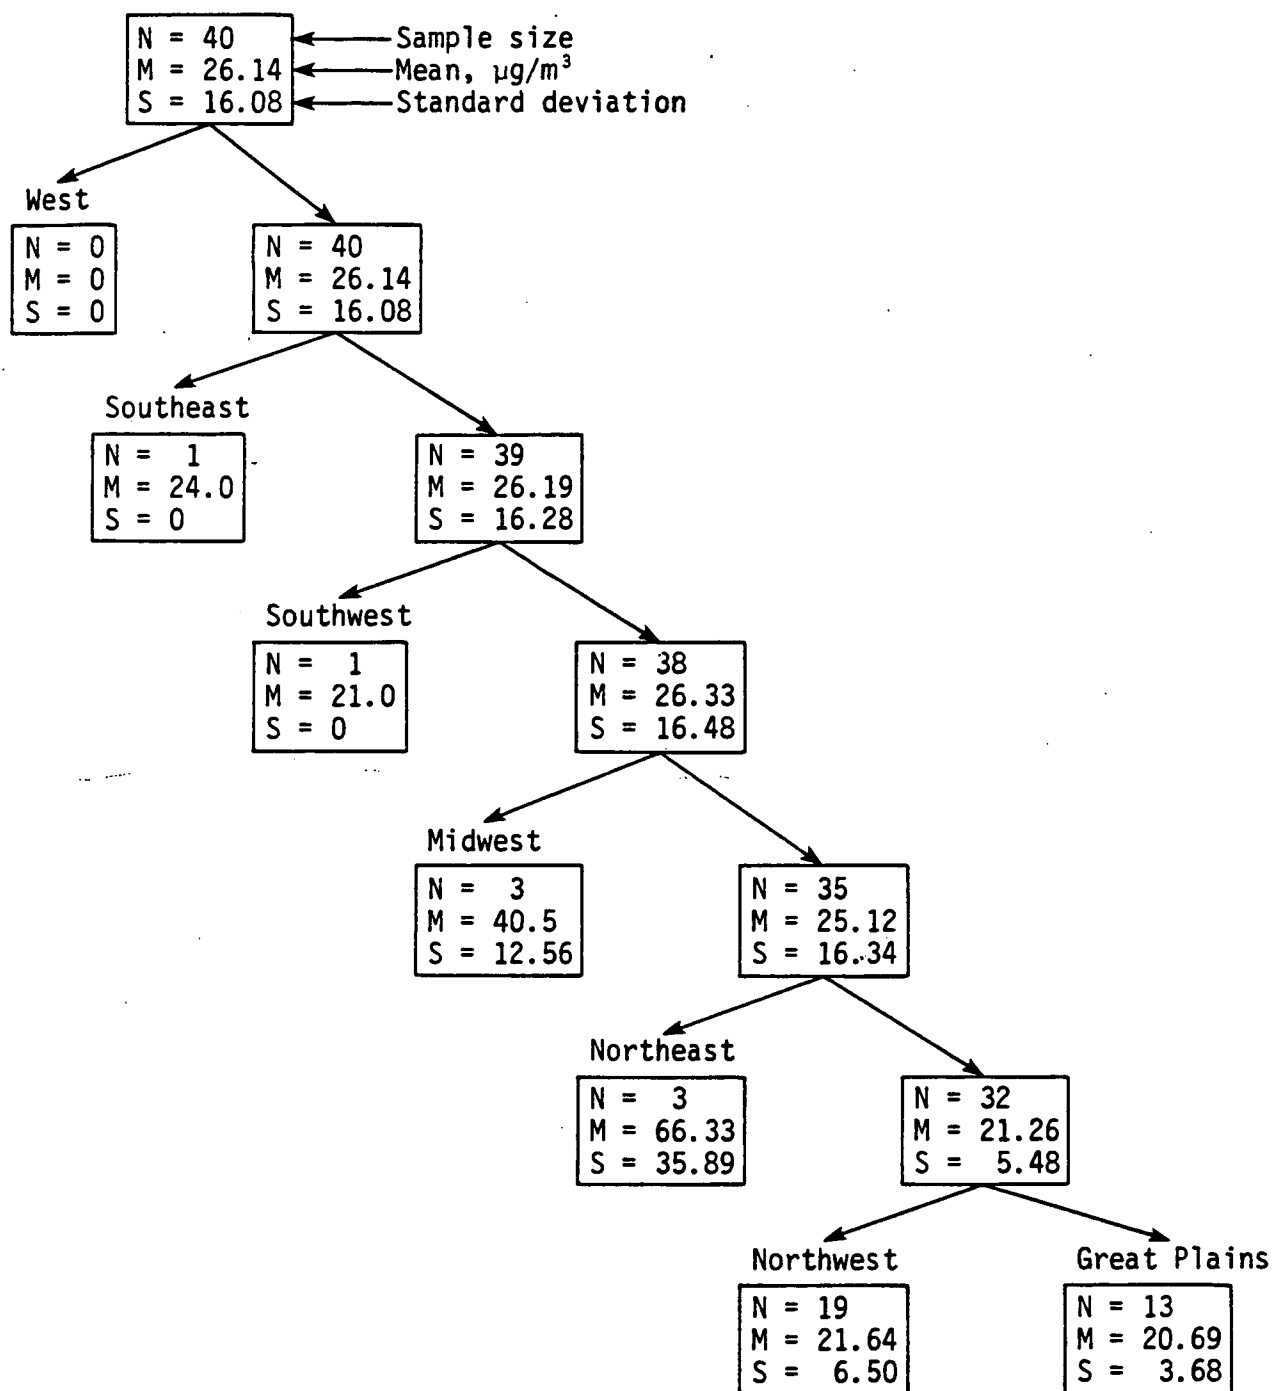 N = 40 Sample size
M = 26.14 Mean, µg/m³
S = 16.08 Standard deviation
West
N = 0
M = 0
S = 0
N = 40
M = 26.14
S = 16.08
Southeast
N = 1
M = 24.0
S = 0
N = 39
M = 26.19
S = 16.28
Southwest
N = 1
M = 21.0
S = 0
N = 38
M = 26.33
S = 16.48
Midwest
N = 3
M = 40.5
S = 12.56
N = 35
M = 25.12
S = 16.34
Northeast
N = 3
M = 66.33
S = 35.89
N = 32
M = 21.26
S = 5.48
Northwest
N = 19
M = 21.64
S = 6.50
Great Plains
N = 13
M = 20.69
S = 3.68